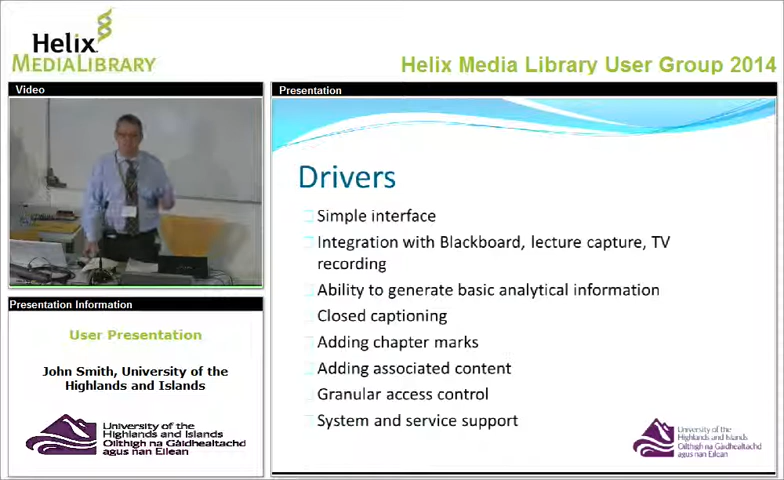 Helix
MEDIALIBRARY
Helix Media Library User Group 2014
Video
Presentation
Drivers
Simple interface
Integration with Blackboard, lecture capture, TV
recording
Ability to generate basic analytical information
Closed captioning
Adding chapter marks
Adding associated content
Granular access control
System and service support
University of the
Highlands and Islands
Oilthigh na Gàidhealtachd
agus nan Eilean
Presentation Information
User Presentation
John Smith, University of the
Highlands and Islands
University of the
Highlands and Islands
Oilthigh na Gàidhealtachd
agus nan Eilean